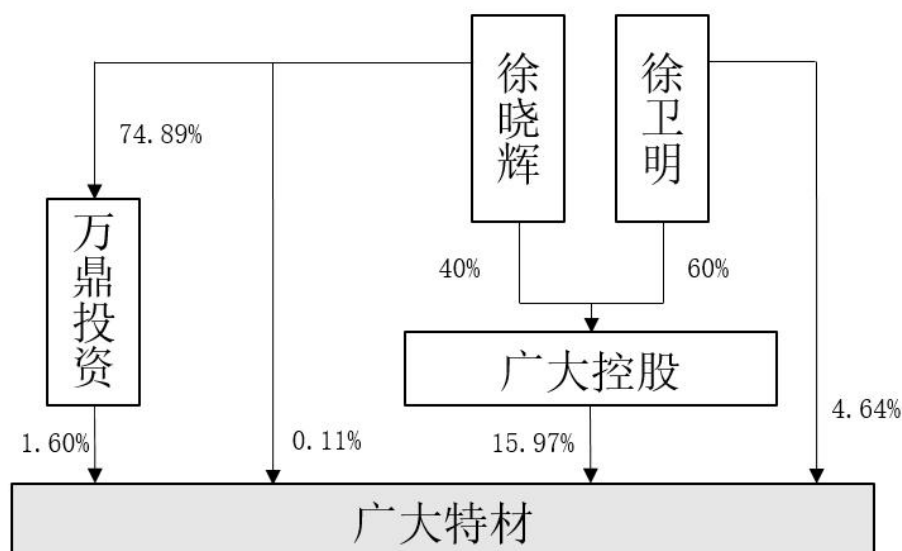 徐晓辉
徐卫明
74.89%
万鼎投资
40%
60%
广大控股
1.60%
0.11%
15.97%
4.64%
广大特材